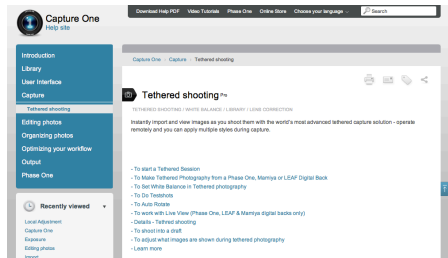 Capture One
Help site
Download Help PDF
Video Tutorials
Phase One
Online Store
Choose your language
Search
Introduction
Library
User Interface
Capture
Tethered shooting
Editing photos
Organizing photos
Optimizing your workflow
Output
Phase One
Recently viewed
Local Adjustment
Capture One
Exposure
Editing photos
Import
Capture One › Capture › Tethered shooting
Tethered shooting Pro
TETHERED SHOOTING / WHITE BALANCE / LIBRARY / LENS CORRECTION
Instantly import and view images as you shoot them with the world's most advanced tethered capture solution - operate
remotely and you can apply multiple styles during capture.
- To start a Tethered Session
- To Make Tethered Photography from a Phase One, Mamiya or LEAF Digital Back
- To Set White Balance in Tethered photography
- To Do Testshots
- To Auto Rotate
- To work with Live View (Phase One, LEAF & Mamiya digital backs only)
- Details - Tethred shooting
- To shoot into a draft
- To adjust what images are shown during tethered photography
- Learn more